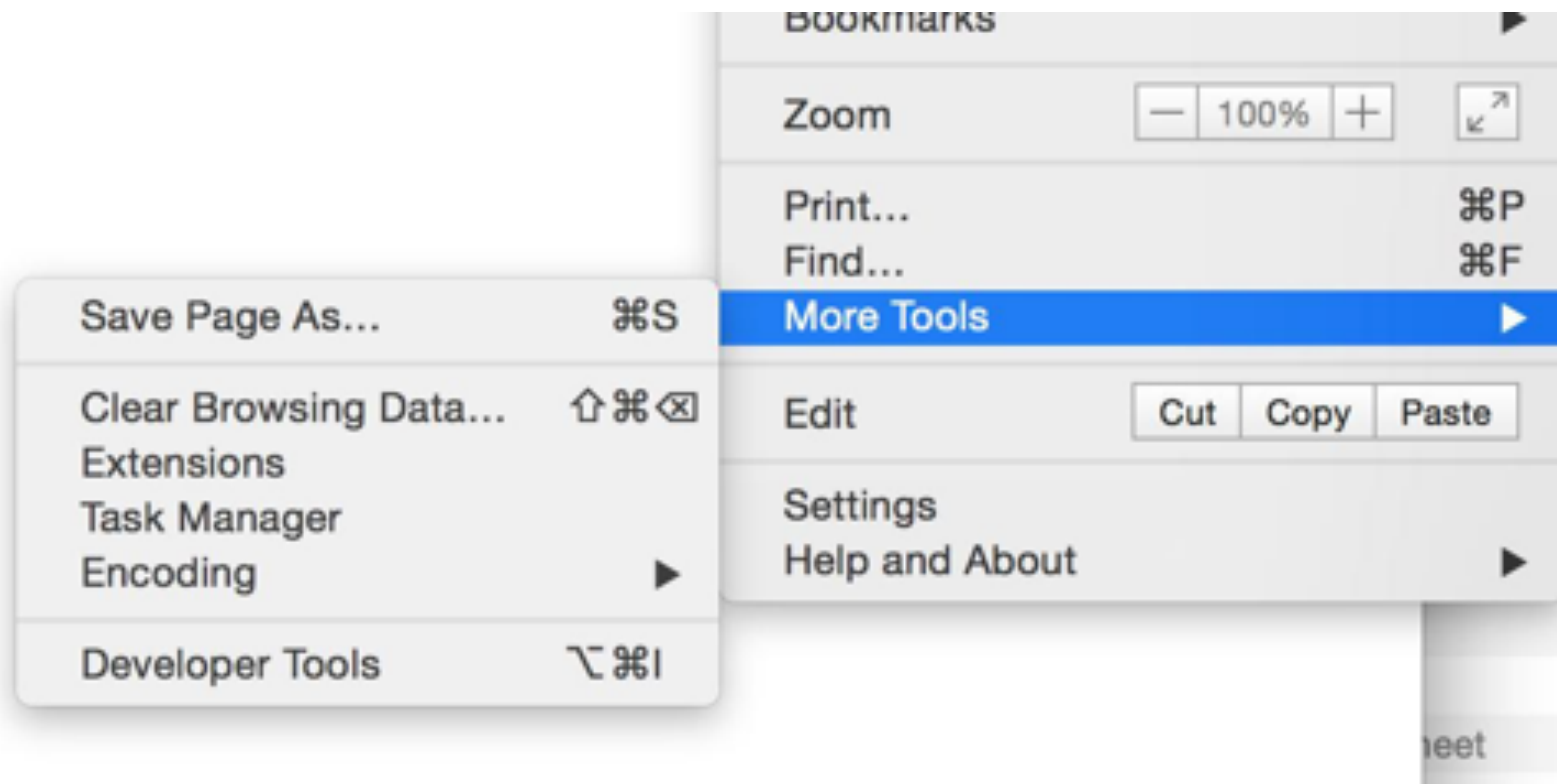 Bookmarks ▶
Zoom — 100% + 
Print... ⌘P
Find... ⌘F
More Tools ▶
Save Page As... ⌘S
Clear Browsing Data... ⇧⌘⌫
Extensions
Task Manager
Encoding ▶
Developer Tools ⌥⌘I
Edit Cut Copy Paste
Settings
Help and About ▶